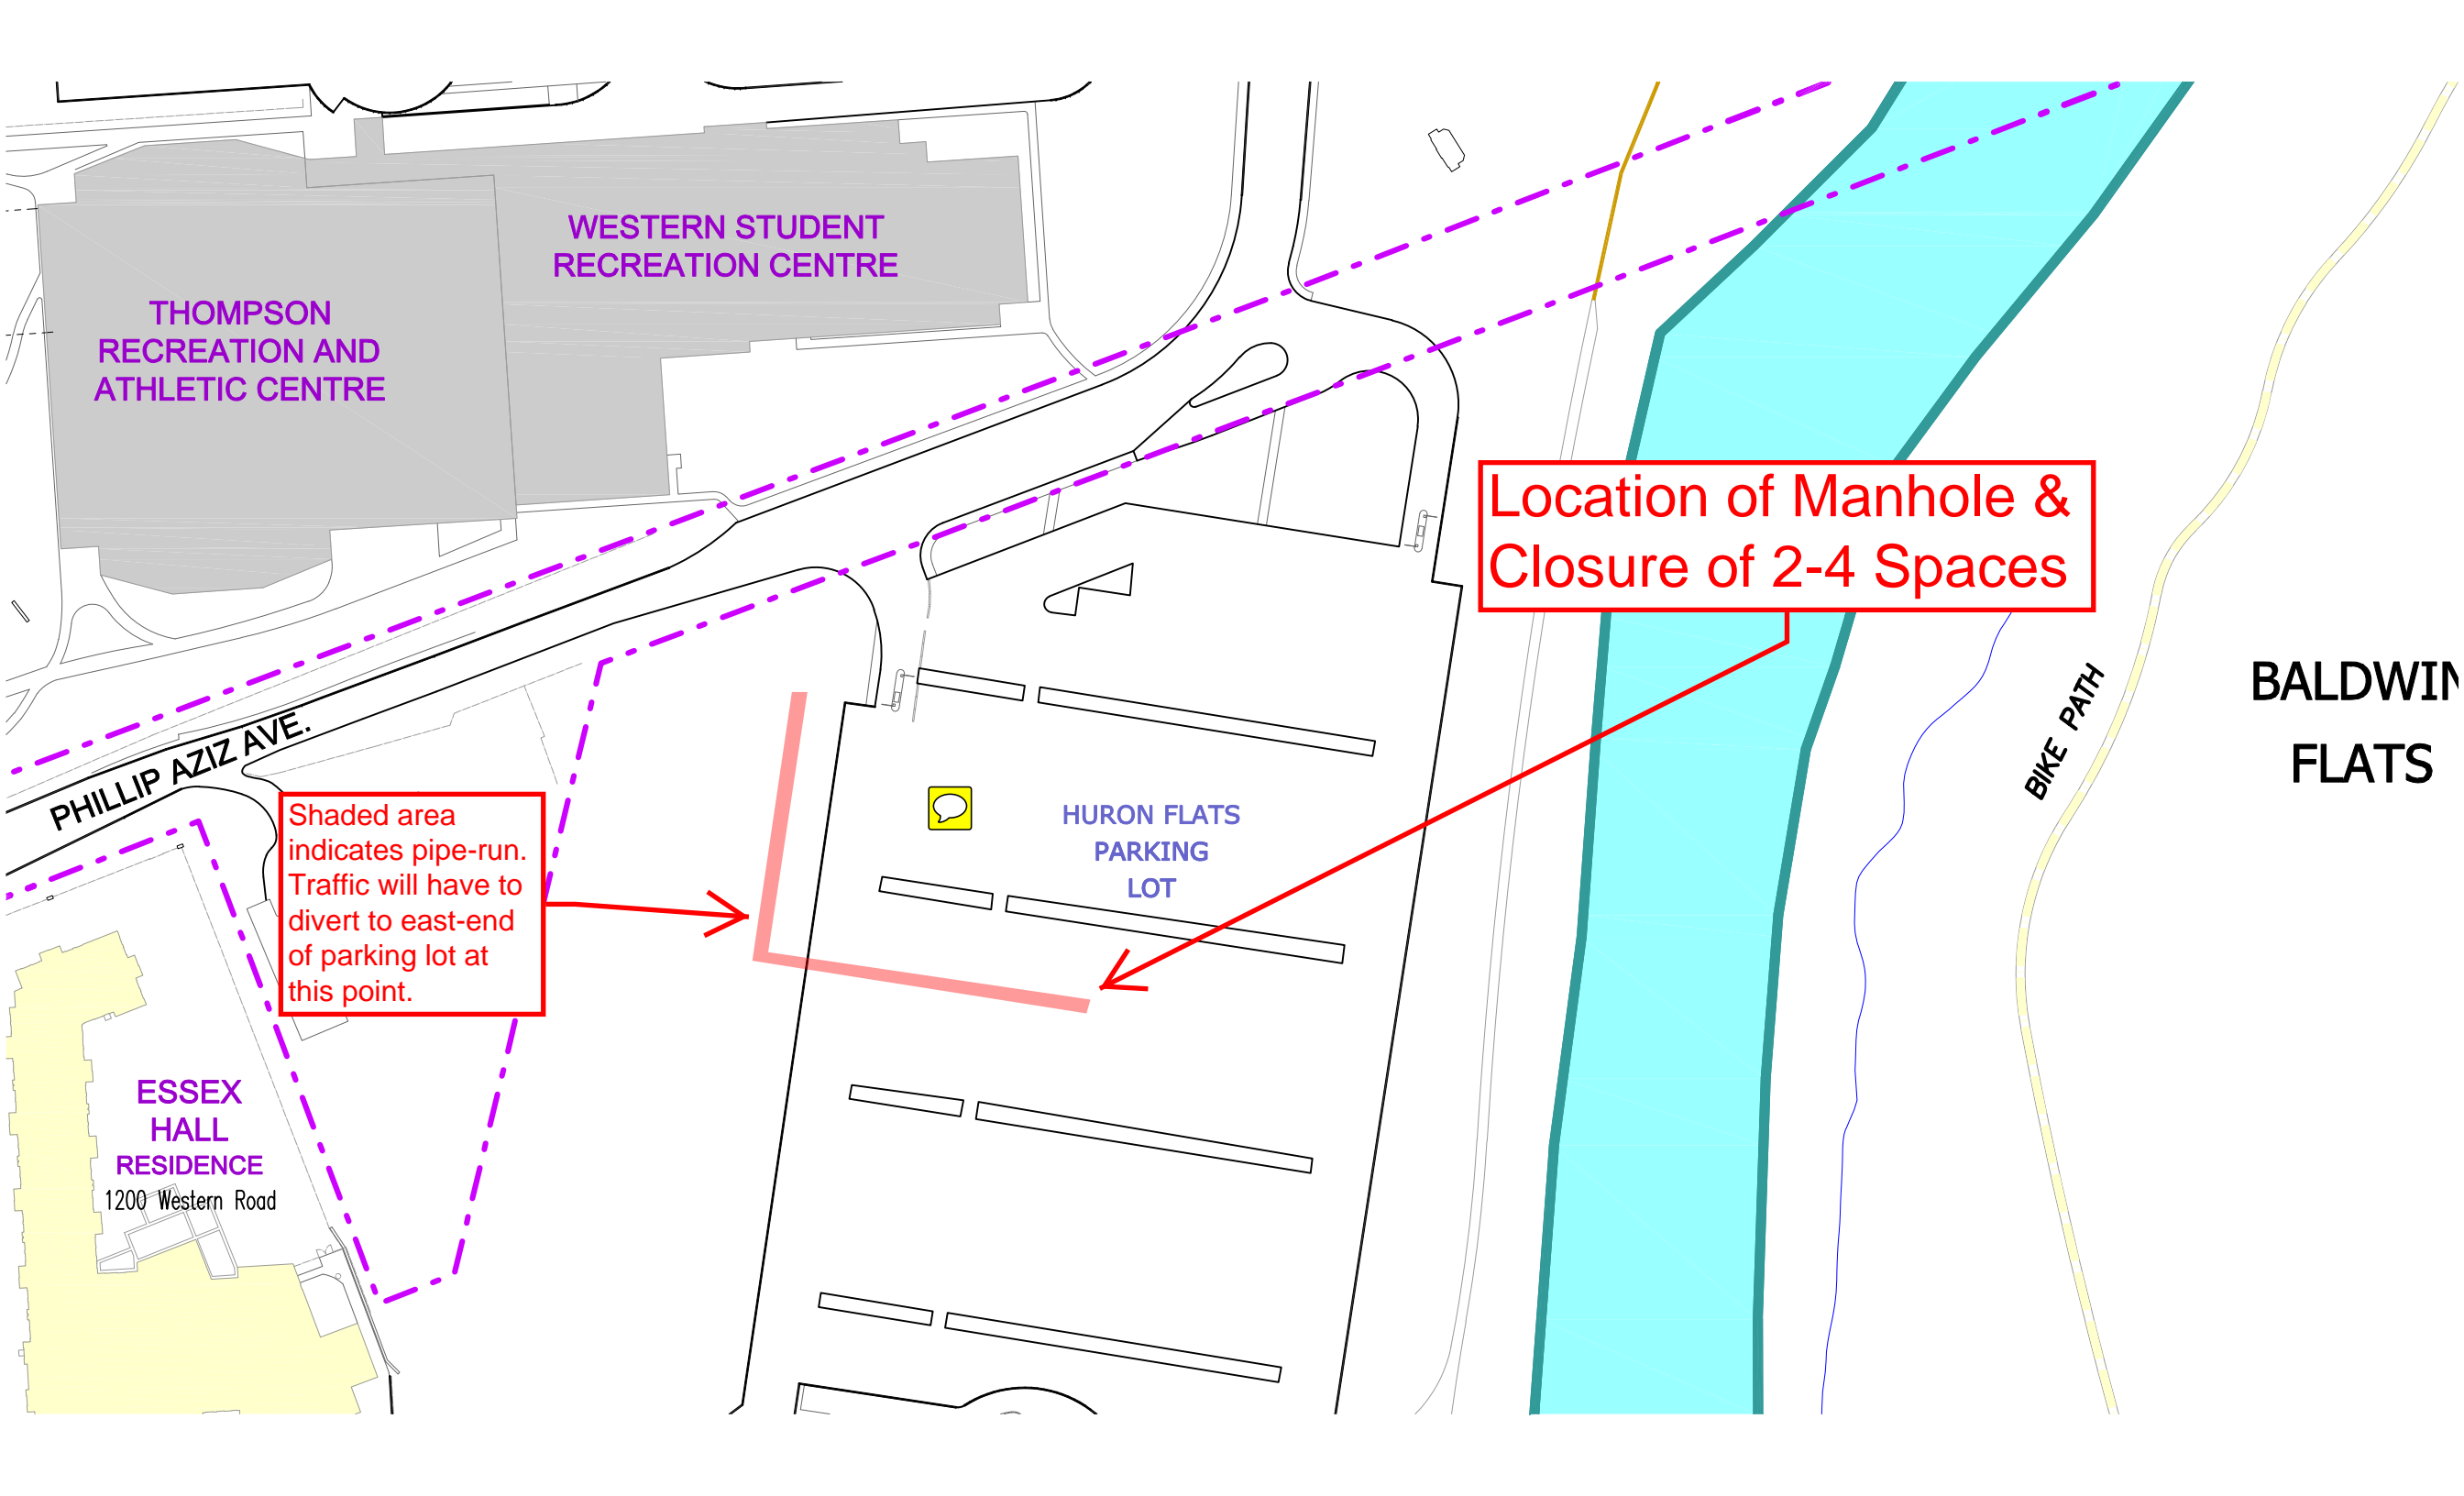 WESTERN STUDENT
RECREATION CENTRE
THOMPSON
RECREATION AND
ATHLETIC CENTRE
Location of Manhole &
Closure of 2-4 Spaces
BALDWIN
FLATS
BIKE PATH
PHILLIP AZIZ AVE.
Shaded area
indicates pipe-run.
Traffic will have to
divert to east-end
of parking lot at
this point.
HURON FLATS
PARKING
LOT
ESSEX
HALL
RESIDENCE
1200 Western Road